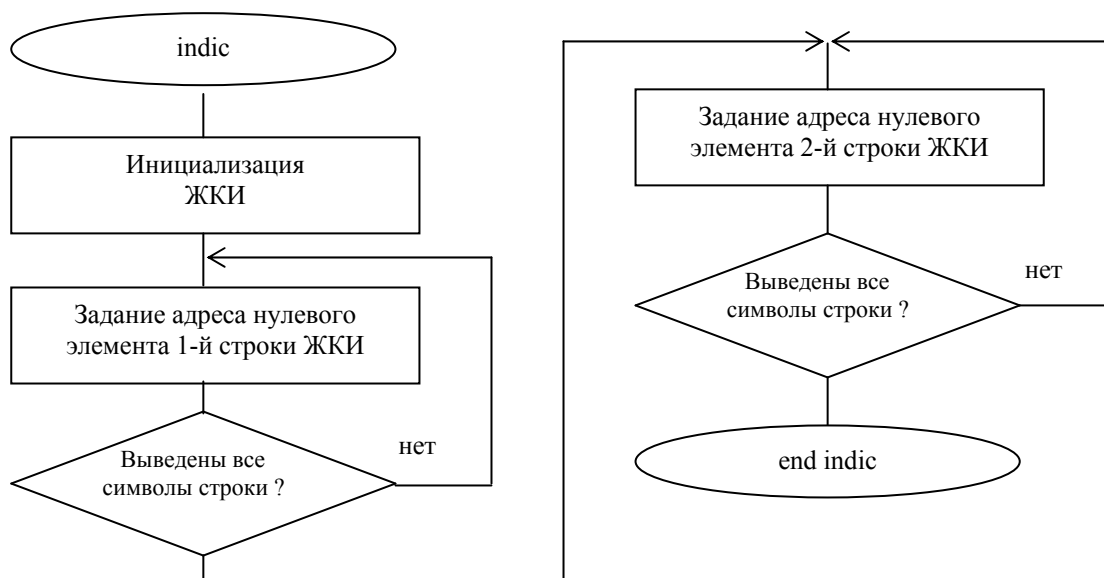 indic
Инициализация
ЖКИ
Задание адреса нулевого
элемента 1-й строки ЖКИ
Выведены все
символы строки ?
нет
Задание адреса нулевого
элемента 2-й строки ЖКИ
Выведены все
символы строки ?
нет
end indic